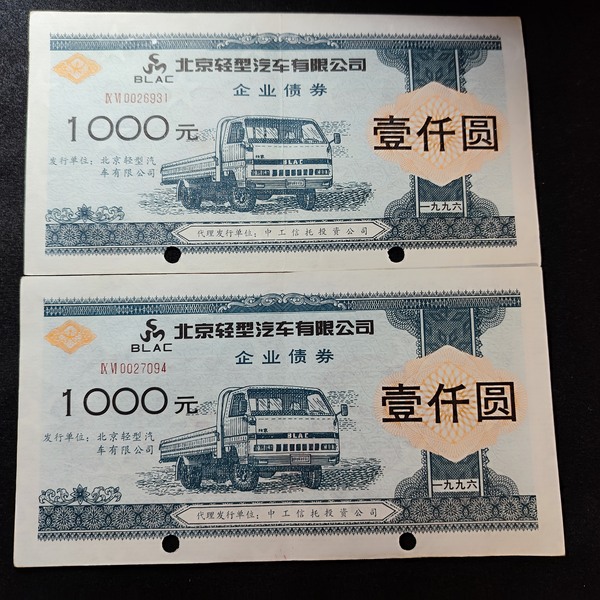 北京轻型汽车有限公司
BLAC
企业债券
ⅨⅥ0026931
1000元
壹仟圆
BLAC
发行单位：北京轻型汽
车有限公司
一九九六
代理发行单位：中工信托投资公司
北京轻型汽车有限公司
BLAC
企业债券
ⅨⅥ0027094
1000元
壹仟圆
BLAC
发行单位：北京轻型汽
车有限公司
一九九六
代理发行单位：中工信托投资公司